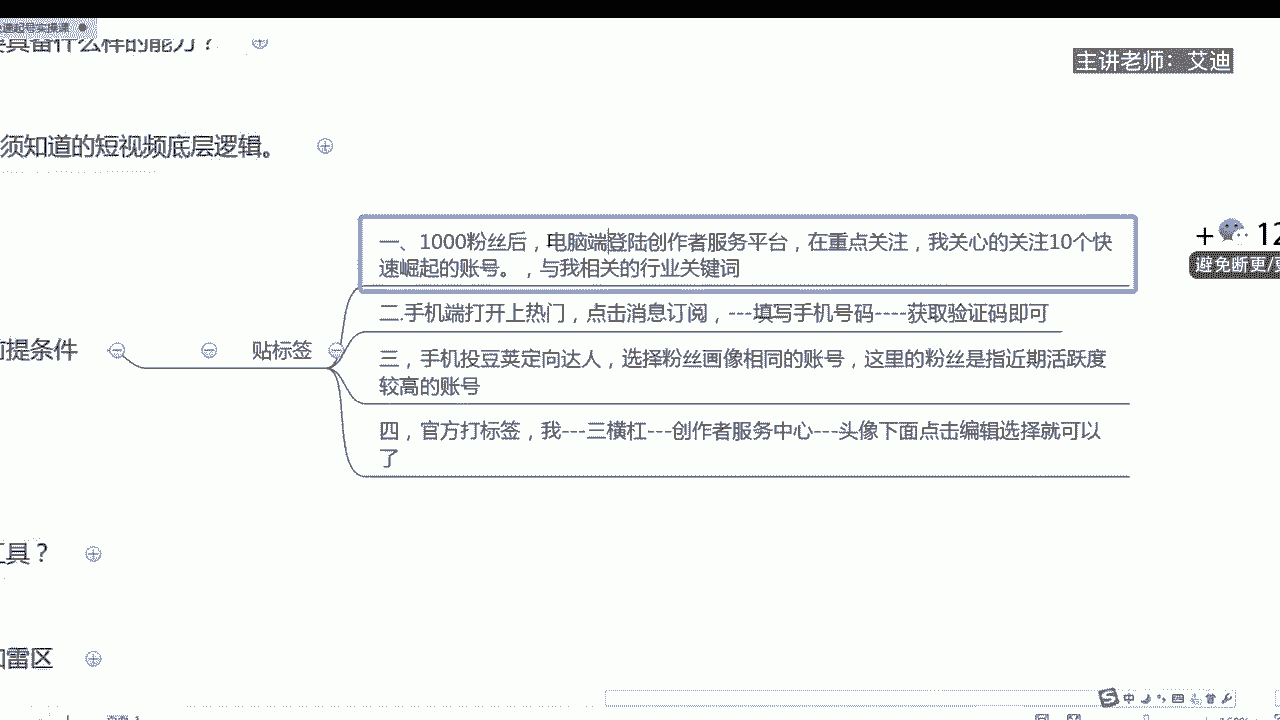 速起号实操课
具备什么样的能力？
主讲老师：艾迪
须知道的短视频底层逻辑。
一、1000粉丝后，电脑端登陆创作者服务平台，在重点关注，我关心的关注10个快
速崛起的账号。，与我相关的行业关键词
二.手机端打开上热门，点击消息订阅，---填写手机号码----获取验证码即可
前提条件
贴标签
三，手机投豆荚定向达人，选择粉丝画像相同的账号，这里的粉丝是指近期活跃度
较高的账号
四，官方打标签，我---三横杠---创作者服务中心---头像下面点击编辑选择就可以
了
+
12
避免断更/
工具？
雷区
中